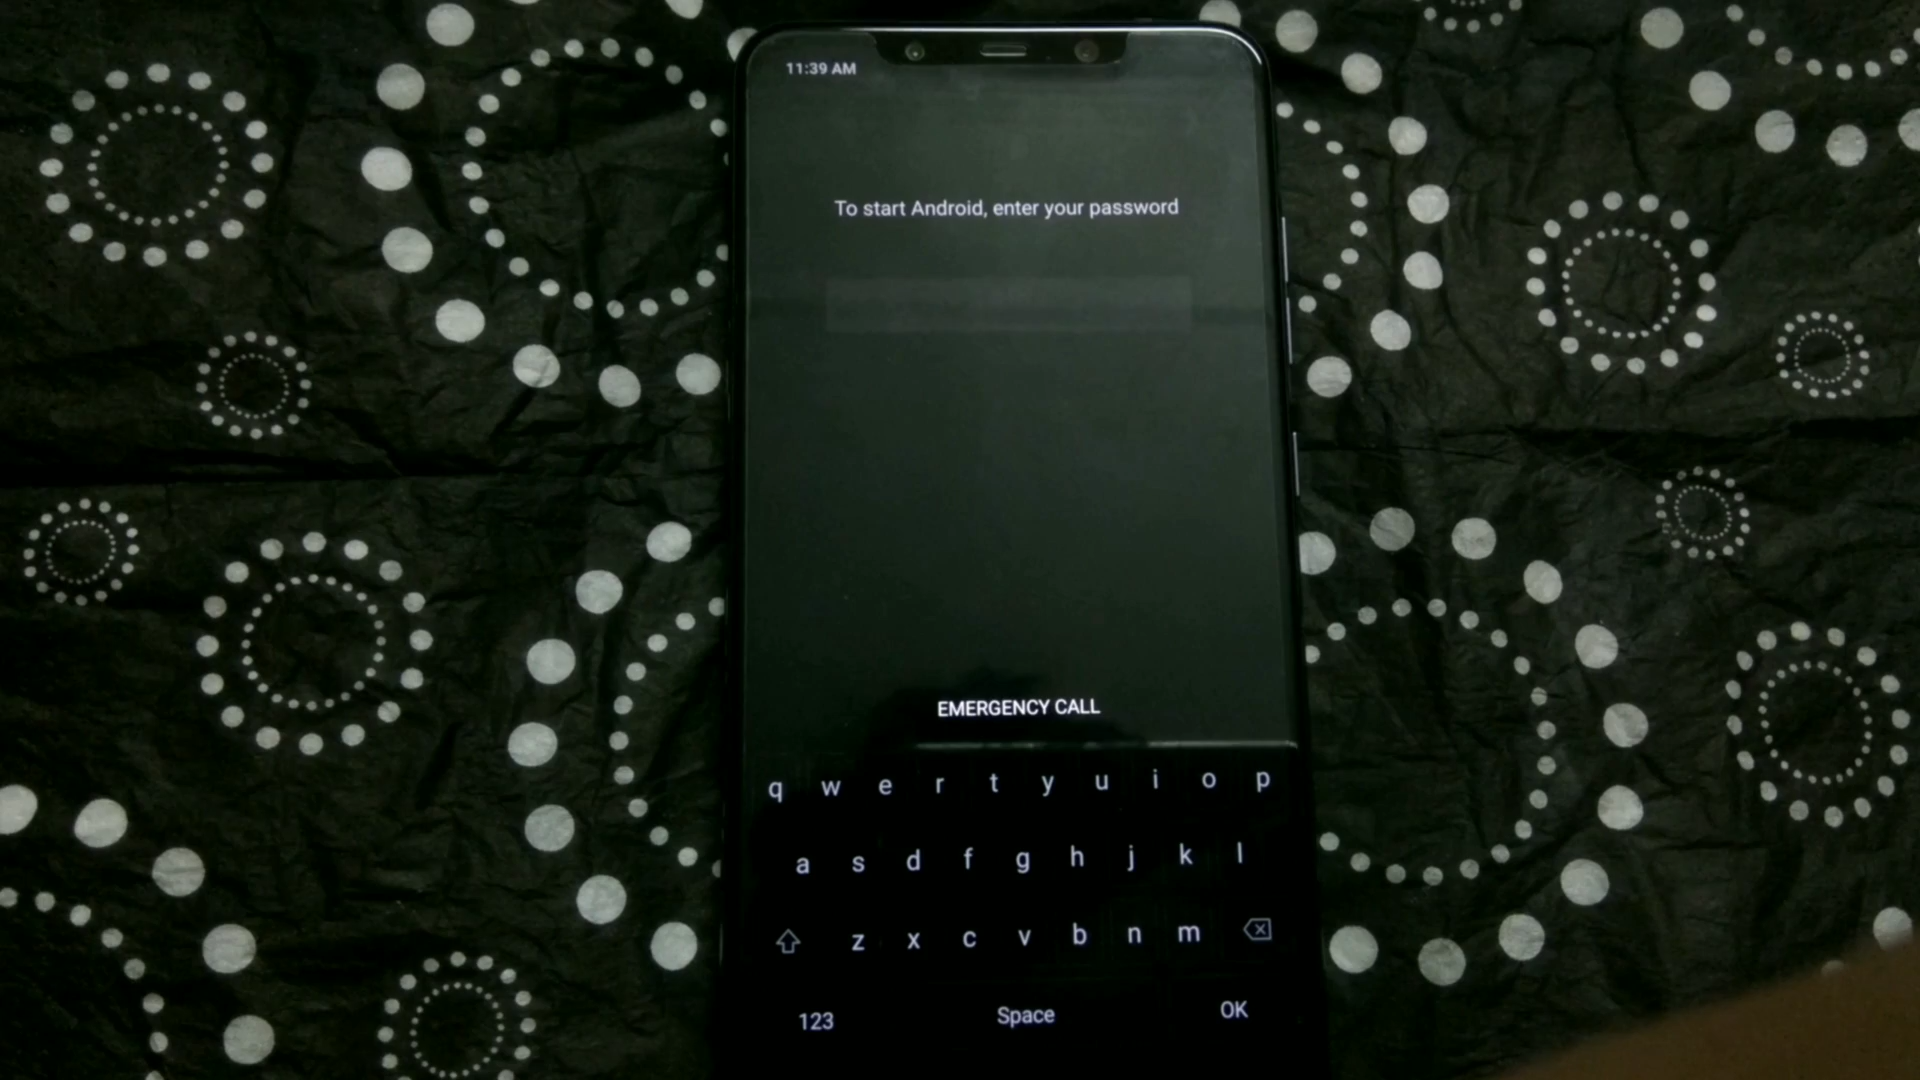 11:39 AM
To start Android, enter your password
EMERGENCY CALL
q w e r t y u i o p
a s d f g h j k l
z x c v b n m
123 Space OK